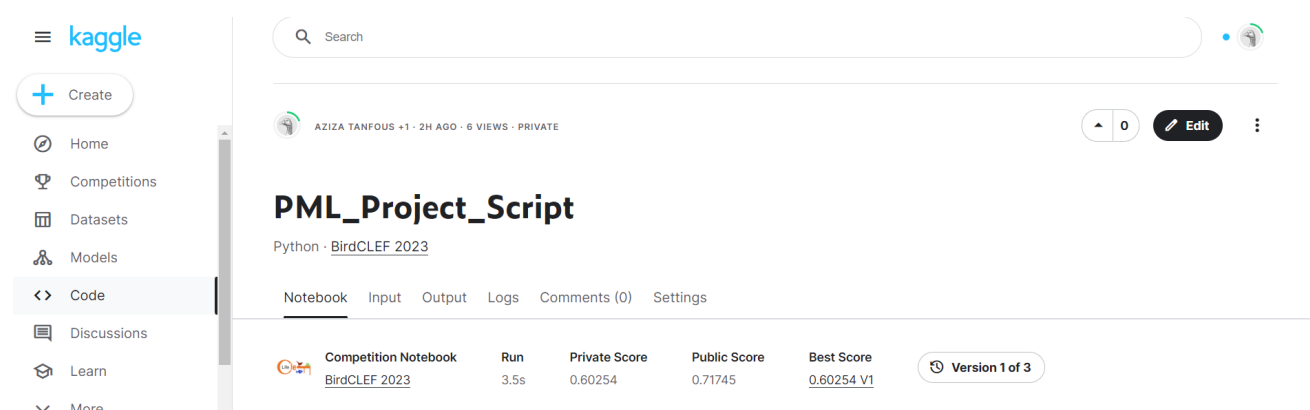 kaggle
Search
Create
Home
Competitions
Datasets
Models
Code
Discussions
Learn
More
AZIZA TANFOUS +1 · 2H AGO · 6 VIEWS · PRIVATE
0
Edit
PML_Project_Script
Python · BirdCLEF 2023
Notebook Input Output Logs Comments (0) Settings
Competition Notebook Run Private Score Public Score Best Score
BirdCLEF 2023 3.5s 0.60254 0.71745 0.60254 V1
Version 1 of 3